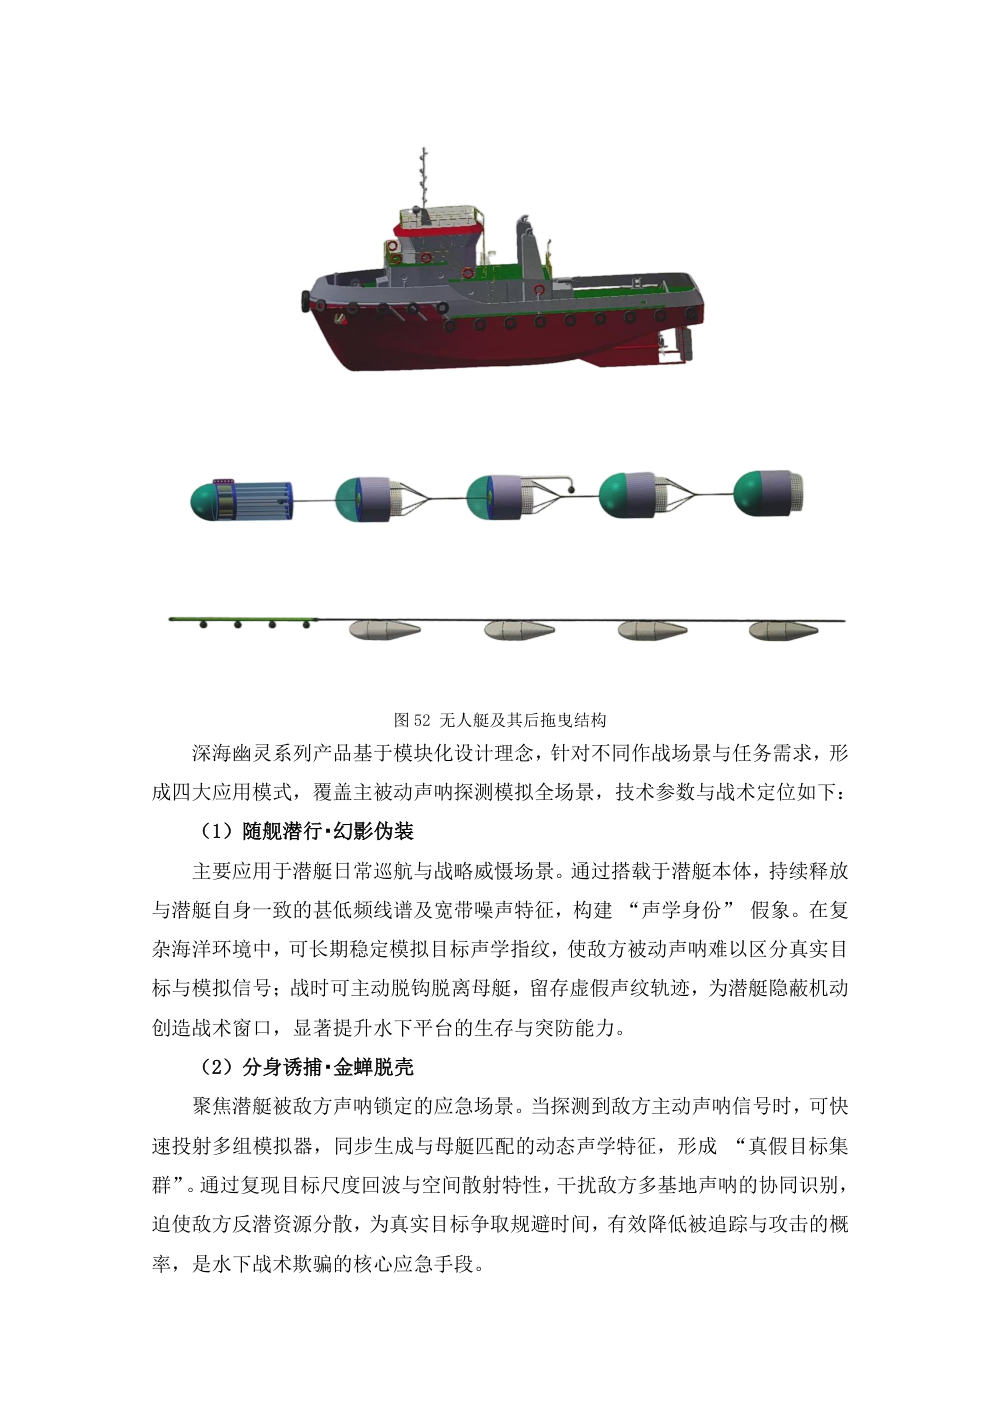 图 52 无人艇及其后拖曳结构
深海幽灵系列产品基于模块化设计理念，针对不同作战场景与任务需求，形
成四大应用模式，覆盖主被动声呐探测模拟全场景，技术参数与战术定位如下：
（1）随舰潜行·幻影伪装
主要应用于潜艇日常巡航与战略威慑场景。通过搭载于潜艇本体，持续释放
与潜艇自身一致的甚低频线谱及宽带噪声特征，构建 “声学身份” 假象。在复
杂海洋环境中，可长期稳定模拟目标声学指纹，使敌方被动声呐难以区分真实目
标与模拟信号；战时可主动脱钩脱离母艇，留存虚假声纹轨迹，为潜艇隐蔽机动
创造战术窗口，显著提升水下平台的生存与突防能力。
（2）分身诱捕·金蝉脱壳
聚焦潜艇被敌方声呐锁定的应急场景。当探测到敌方主动声呐信号时，可快
速投射多组模拟器，同步生成与母艇匹配的动态声学特征，形成 “真假目标集
群”。通过复现目标尺度回波与空间散射特性，干扰敌方多基地声呐的协同识别，
迫使敌方反潜资源分散，为真实目标争取规避时间，有效降低被追踪与攻击的概
率，是水下战术欺骗的核心应急手段。